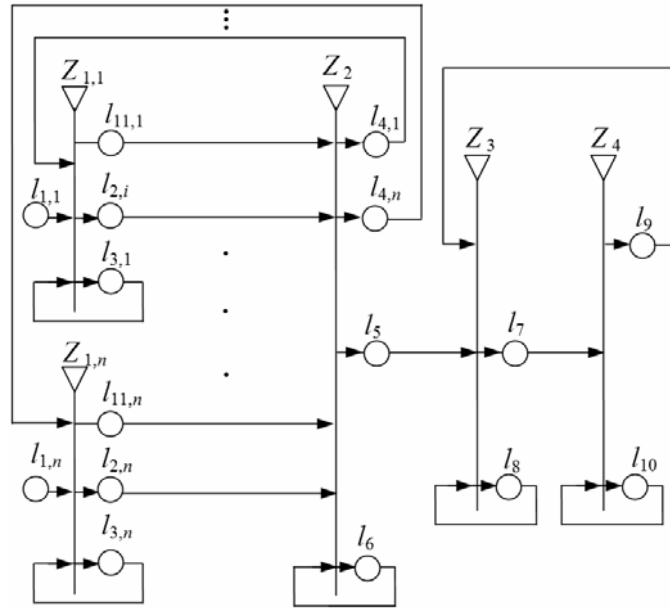 Z1,1
Z2
l11,1
l4,1
Z3
Z4
l1,1
l2,i
l4,n
l9
l3,1
l5
l7
Z1,n
l11,n
l1,n
l2,n
l8
l10
l3,n
l6